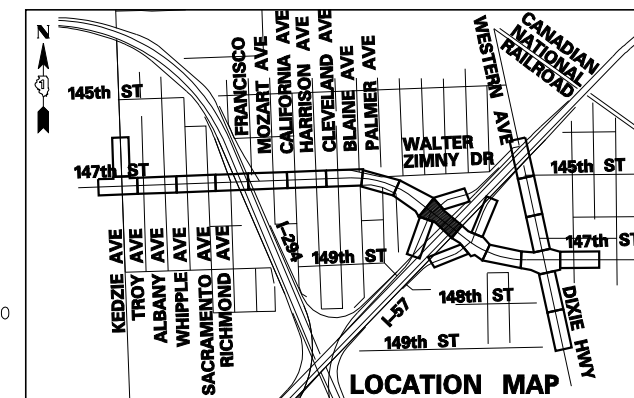 N
CANADIAN
NATIONAL
RAILROAD
WESTERN AVE
FRANCISCO
MOZART AVE
CALIFORNIA AVE
HARRISON AVE
CLEVELAND AVE
BLAINE AVE
PALMER AVE
145th ST
WALTER
ZIMNY DR
147th ST
145th ST
KEDZIE AVE
TROY AVE
ALBANY AVE
WHIPPLE AVE
SACRAMENTO AVE
RICHMOND AVE
I-294
149th ST
147th ST
148th ST
I-57
149th ST
DIXIE HWY
LOCATION MAP